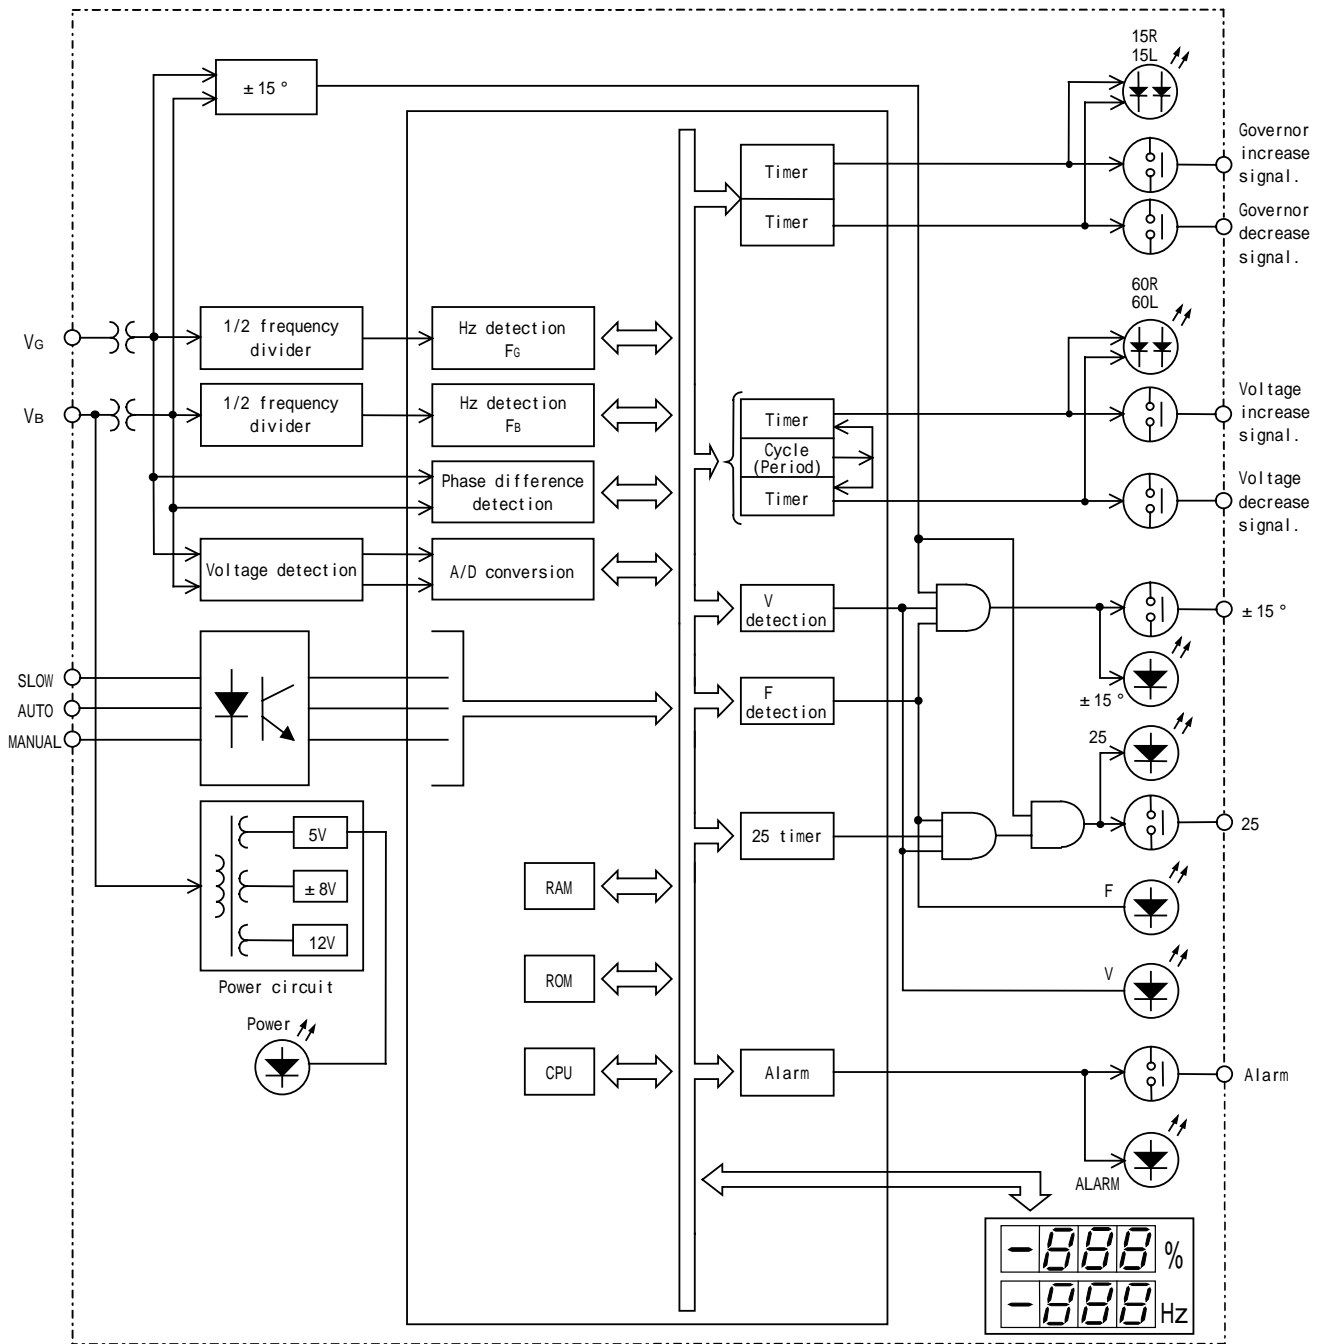 15R
15L
± 15 °
Governor
increase
signal.
Timer
Timer
Governor
decrease
signal.
60R
60L
VG
1/2 frequency
divider
Hz detection
FG
VB
1/2 frequency
divider
Hz detection
FB
Timer
Cycle
(Period)
Timer
Voltage
increase
signal.
Phase difference
detection
Voltage
decrease
signal.
Voltage detection
A/D conversion
V
detection
± 15 °
SLOW
AUTO
MANUAL
F
detection
± 15 °
25
5V
± 8V
12V
Power circuit
25 timer
25
RAM
F
ROM
V
Power
CPU
Alarm
Alarm
ALARM
-888 %
-888 Hz